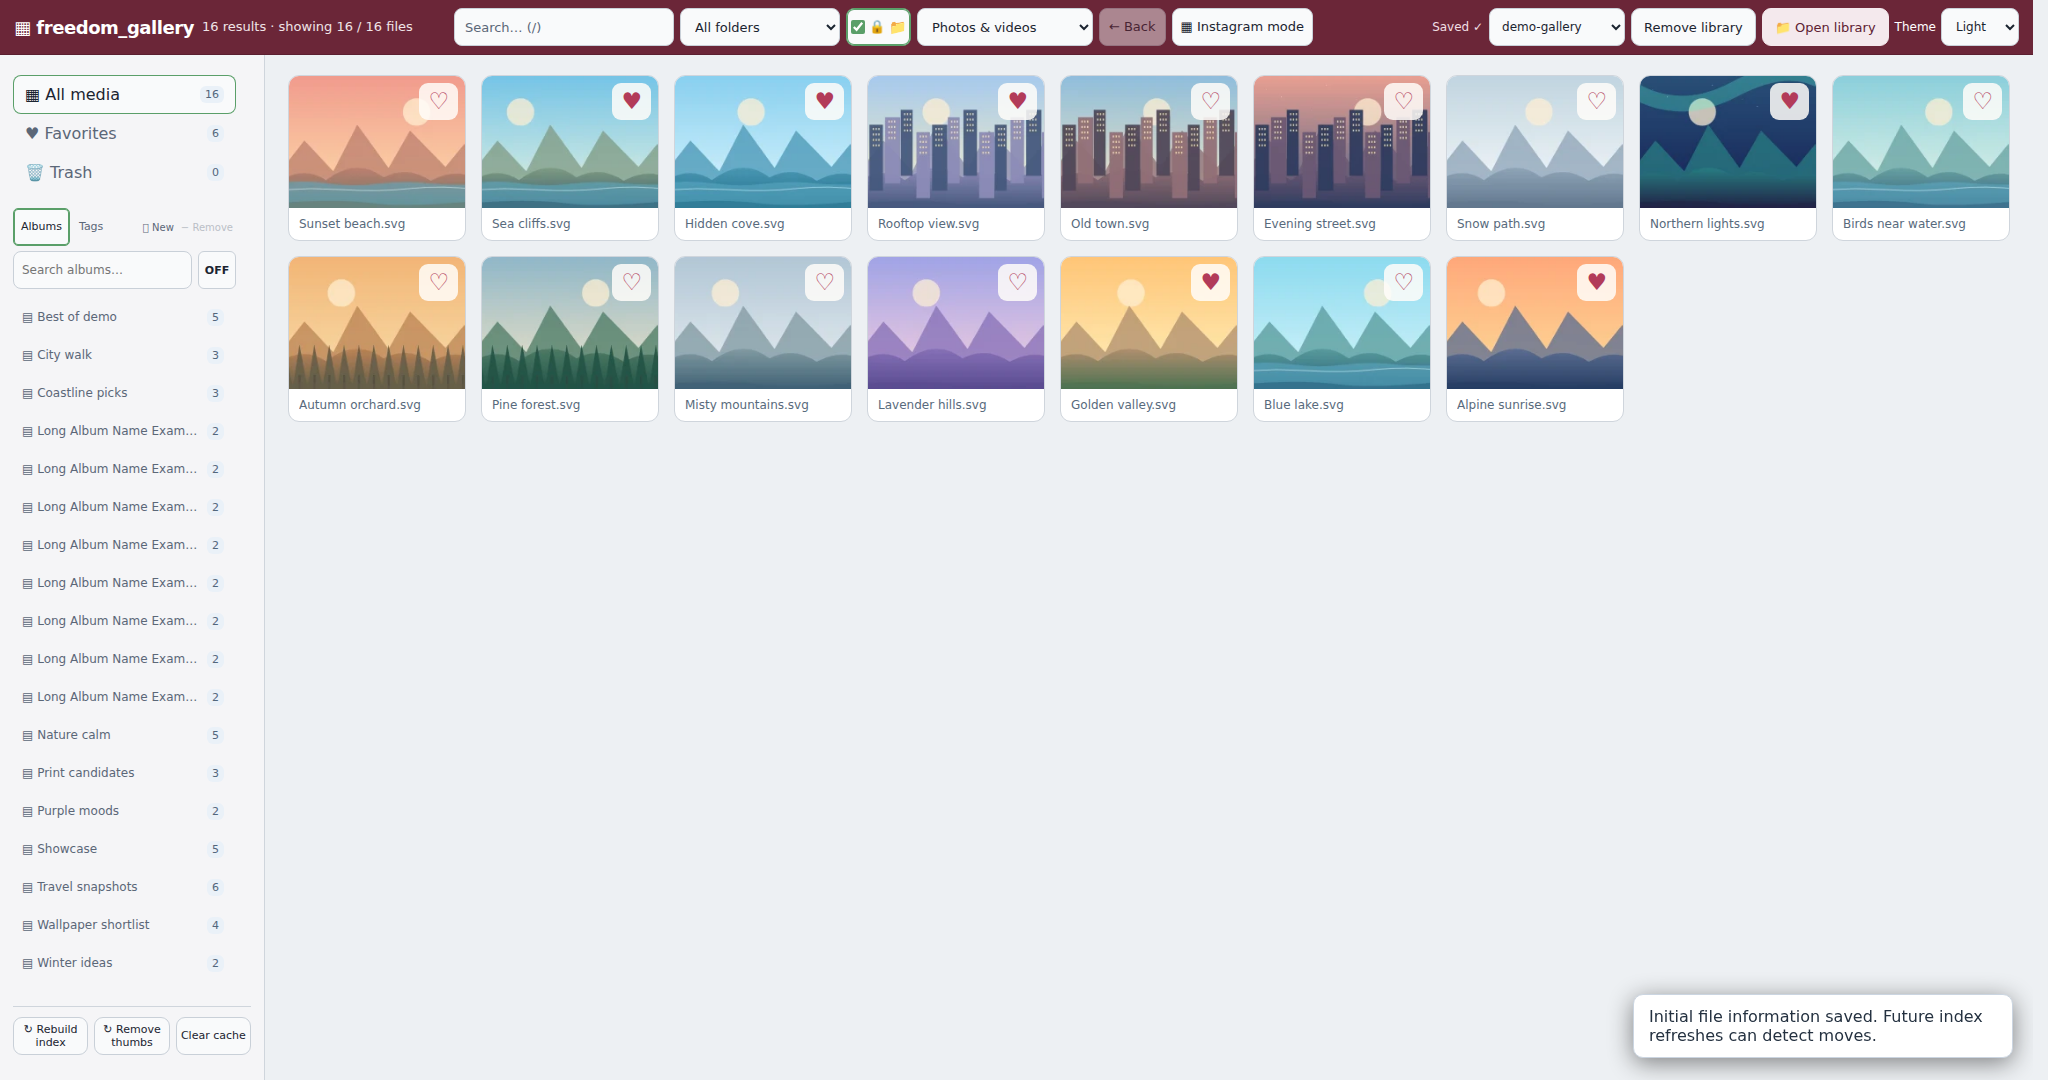 freedom_gallery 16 results · showing 16 / 16 files Search... (/) All folders Photos & videos ← Back Instagram mode Saved ✓ demo-gallery Remove library Open library Theme Light
All media 16
♥ Favorites 6
Trash 0
Albums Tags New − Remove
Search albums... OFF
Best of demo 5
City walk 3
Coastline picks 3
Long Album Name Exam... 2
Long Album Name Exam... 2
Long Album Name Exam... 2
Long Album Name Exam... 2
Long Album Name Exam... 2
Long Album Name Exam... 2
Long Album Name Exam... 2
Long Album Name Exam... 2
Nature calm 5
Print candidates 3
Purple moods 2
Showcase 5
Travel snapshots 6
Wallpaper shortlist 4
Winter ideas 2
↻ Rebuild index
↻ Remove thumbs
Clear cache
Sunset beach.svg
Sea cliffs.svg
Hidden cove.svg
Rooftop view.svg
Old town.svg
Evening street.svg
Snow path.svg
Northern lights.svg
Birds near water.svg
Autumn orchard.svg
Pine forest.svg
Misty mountains.svg
Lavender hills.svg
Golden valley.svg
Blue lake.svg
Alpine sunrise.svg
Initial file information saved. Future index
refreshes can detect moves.